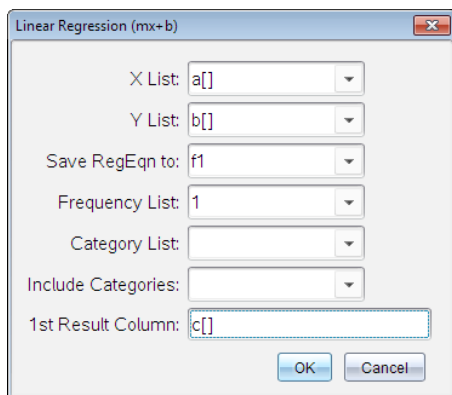 Linear Regression (mx+b)
X List: a[]
Y List: b[]
Save RegEqn to: f1
Frequency List: 1
Category List:
Include Categories:
1st Result Column: c[]
OK Cancel